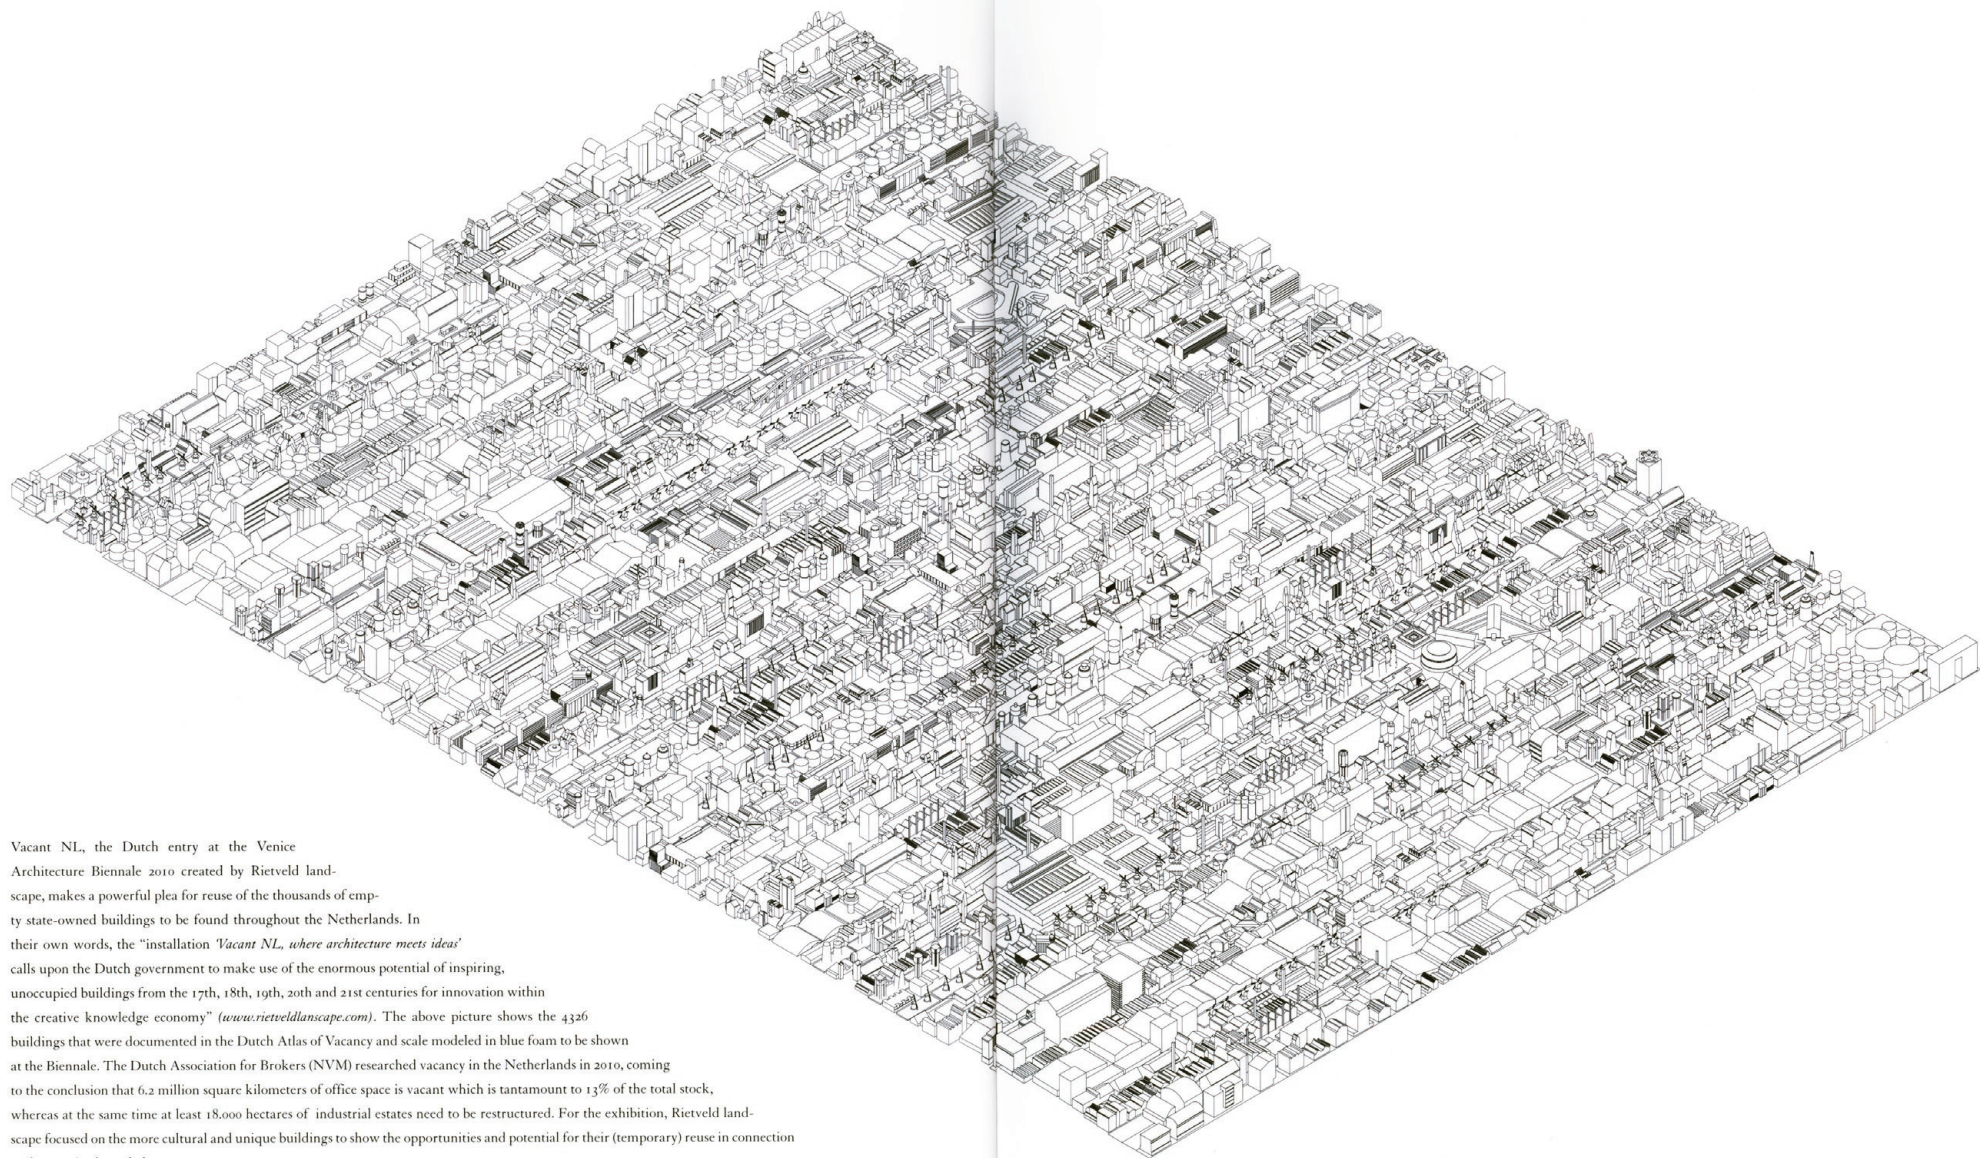 Vacant NL, the Dutch entry at the Venice
Architecture Biennale 2010 created by Rietveld land-
scape, makes a powerful plea for reuse of the thousands of emp-
ty state-owned buildings to be found throughout the Netherlands. In
their own words, the "installation 'Vacant NL, where architecture meets ideas'
calls upon the Dutch government to make use of the enormous potential of inspiring,
unoccupied buildings from the 17th, 18th, 19th, 20th and 21st centuries for innovation within
the creative knowledge economy" (www.rietveldlanscape.com). The above picture shows the 4326
buildings that were documented in the Dutch Atlas of Vacancy and scale modeled in blue foam to be shown
at the Biennale. The Dutch Association for Brokers (NVM) researched vacancy in the Netherlands in 2010, coming
to the conclusion that 6.2 million square kilometers of office space is vacant which is tantamount to 13% of the total stock,
whereas at the same time at least 18.000 hectares of industrial estates need to be restructured. For the exhibition, Rietveld land-
scape focused on the more cultural and unique buildings to show the opportunities and potential for their (temporary) reuse in connection